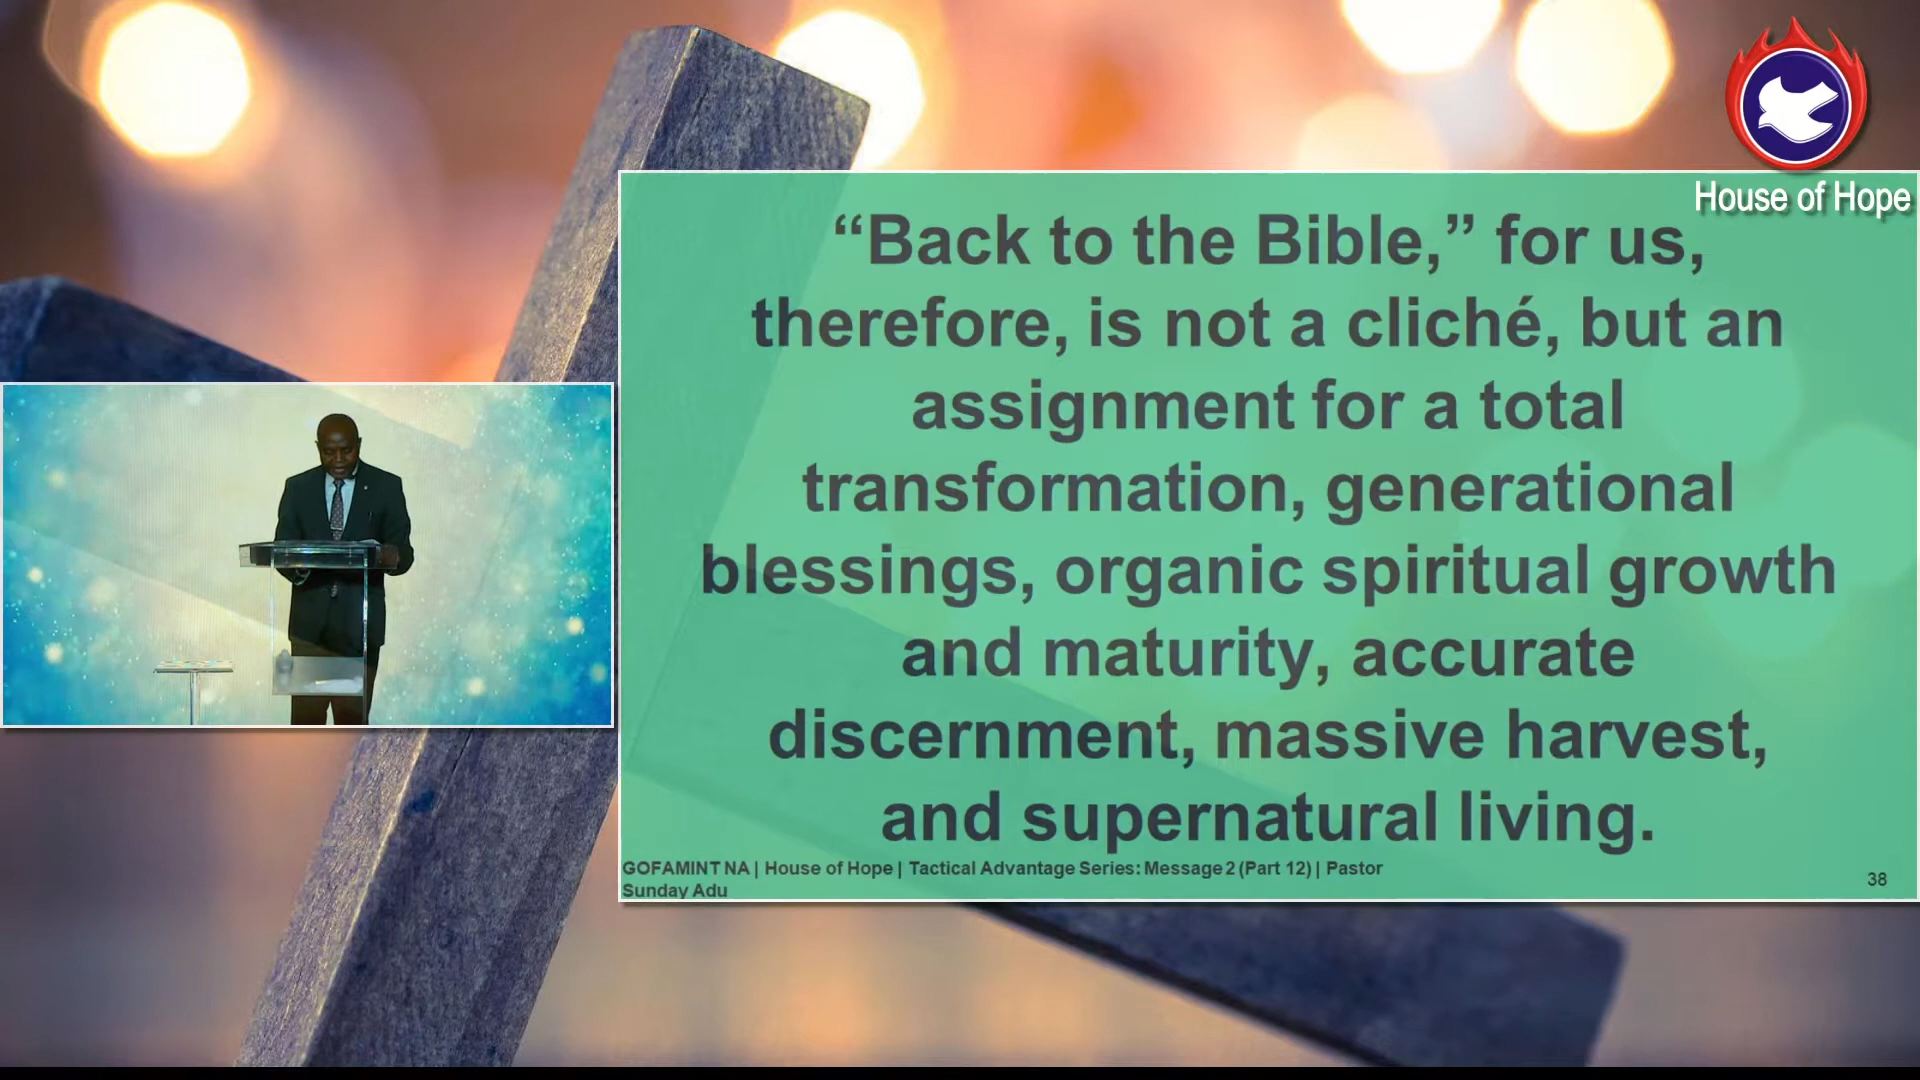 House of Hope
“Back to the Bible,” for us,
therefore, is not a cliché, but an
assignment for a total
transformation, generational
blessings, organic spiritual growth
and maturity, accurate
discernment, massive harvest,
and supernatural living.
GOFAMINT NA | House of Hope | Tactical Advantage Series: Message 2 (Part 12) | Pastor
Sunday Adu
38